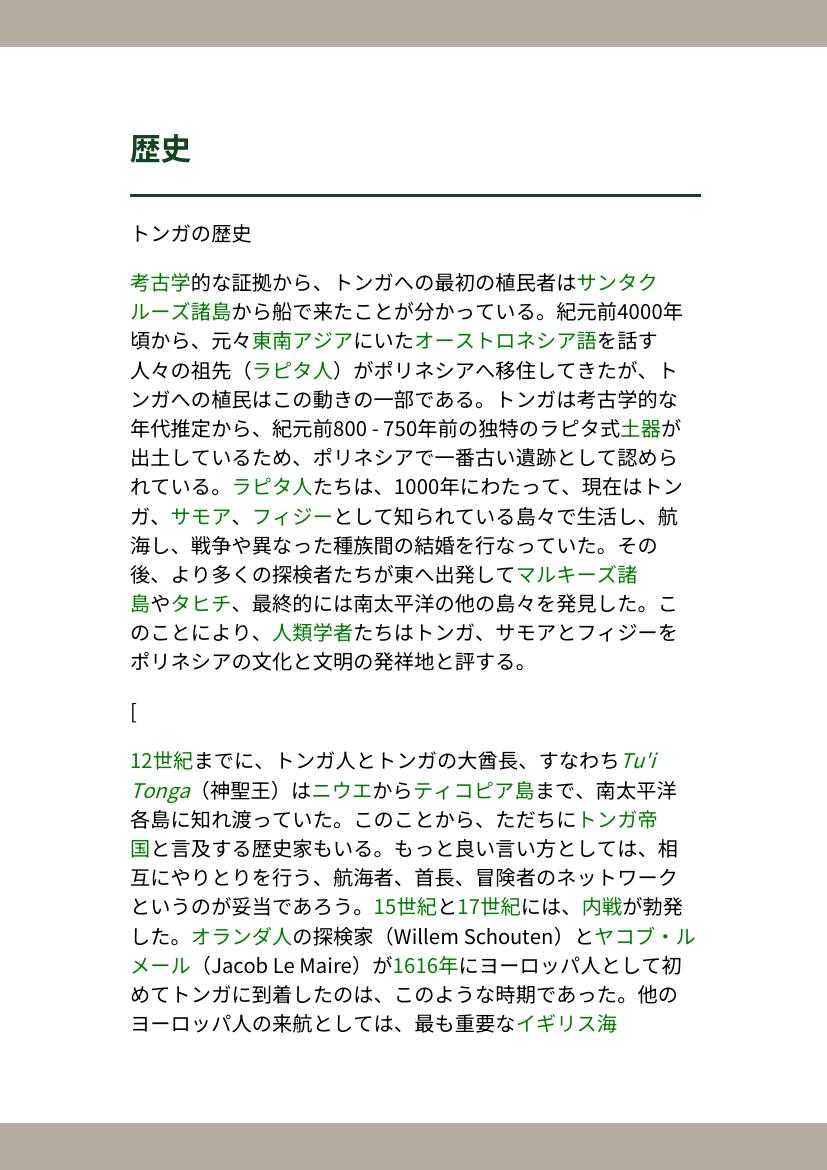 歴史
トンガの歴史
考古学的な証拠から、トンガへの最初の植民者はサンタク
ルーズ諸島から船で来たことが分かっている。紀元前4000年
頃から、元々東南アジアにいたオーストロネシア語を話す
人々の祖先（ラピタ人）がポリネシアへ移住してきたが、ト
ンガへの植民はこの動きの一部である。トンガは考古学的な
年代推定から、紀元前800 - 750年前の独特のラピタ式土器が
出土しているため、ポリネシアで一番古い遺跡として認めら
れている。ラピタ人たちは、1000年にわたって、現在はトン
ガ、サモア、フィジーとして知られている島々で生活し、航
海し、戦争や異なった種族間の結婚を行なっていた。その
後、より多くの探検者たちが東へ出発してマルキーズ諸
島やタヒチ、最終的には南太平洋の他の島々を発見した。こ
のことにより、人類学者たちはトンガ、サモアとフィジーを
ポリネシアの文化と文明の発祥地と評する。
[
12世紀までに、トンガ人とトンガの大酋長、すなわちTu'i
Tonga（神聖王）はニウエからティコピア島まで、南太平洋
各島に知れ渡っていた。このことから、ただちにトンガ帝
国と言及する歴史家もいる。もっと良い言い方としては、相
互にやりとりを行う、航海者、首長、冒険者のネットワーク
というのが妥当であろう。15世紀と17世紀には、内戦が勃発
した。オランダ人の探検家（Willem Schouten）とヤコブ・ル
メール（Jacob Le Maire）が1616年にヨーロッパ人として初
めてトンガに到着したのは、このような時期であった。他の
ヨーロッパ人の来航としては、最も重要なイギリス海